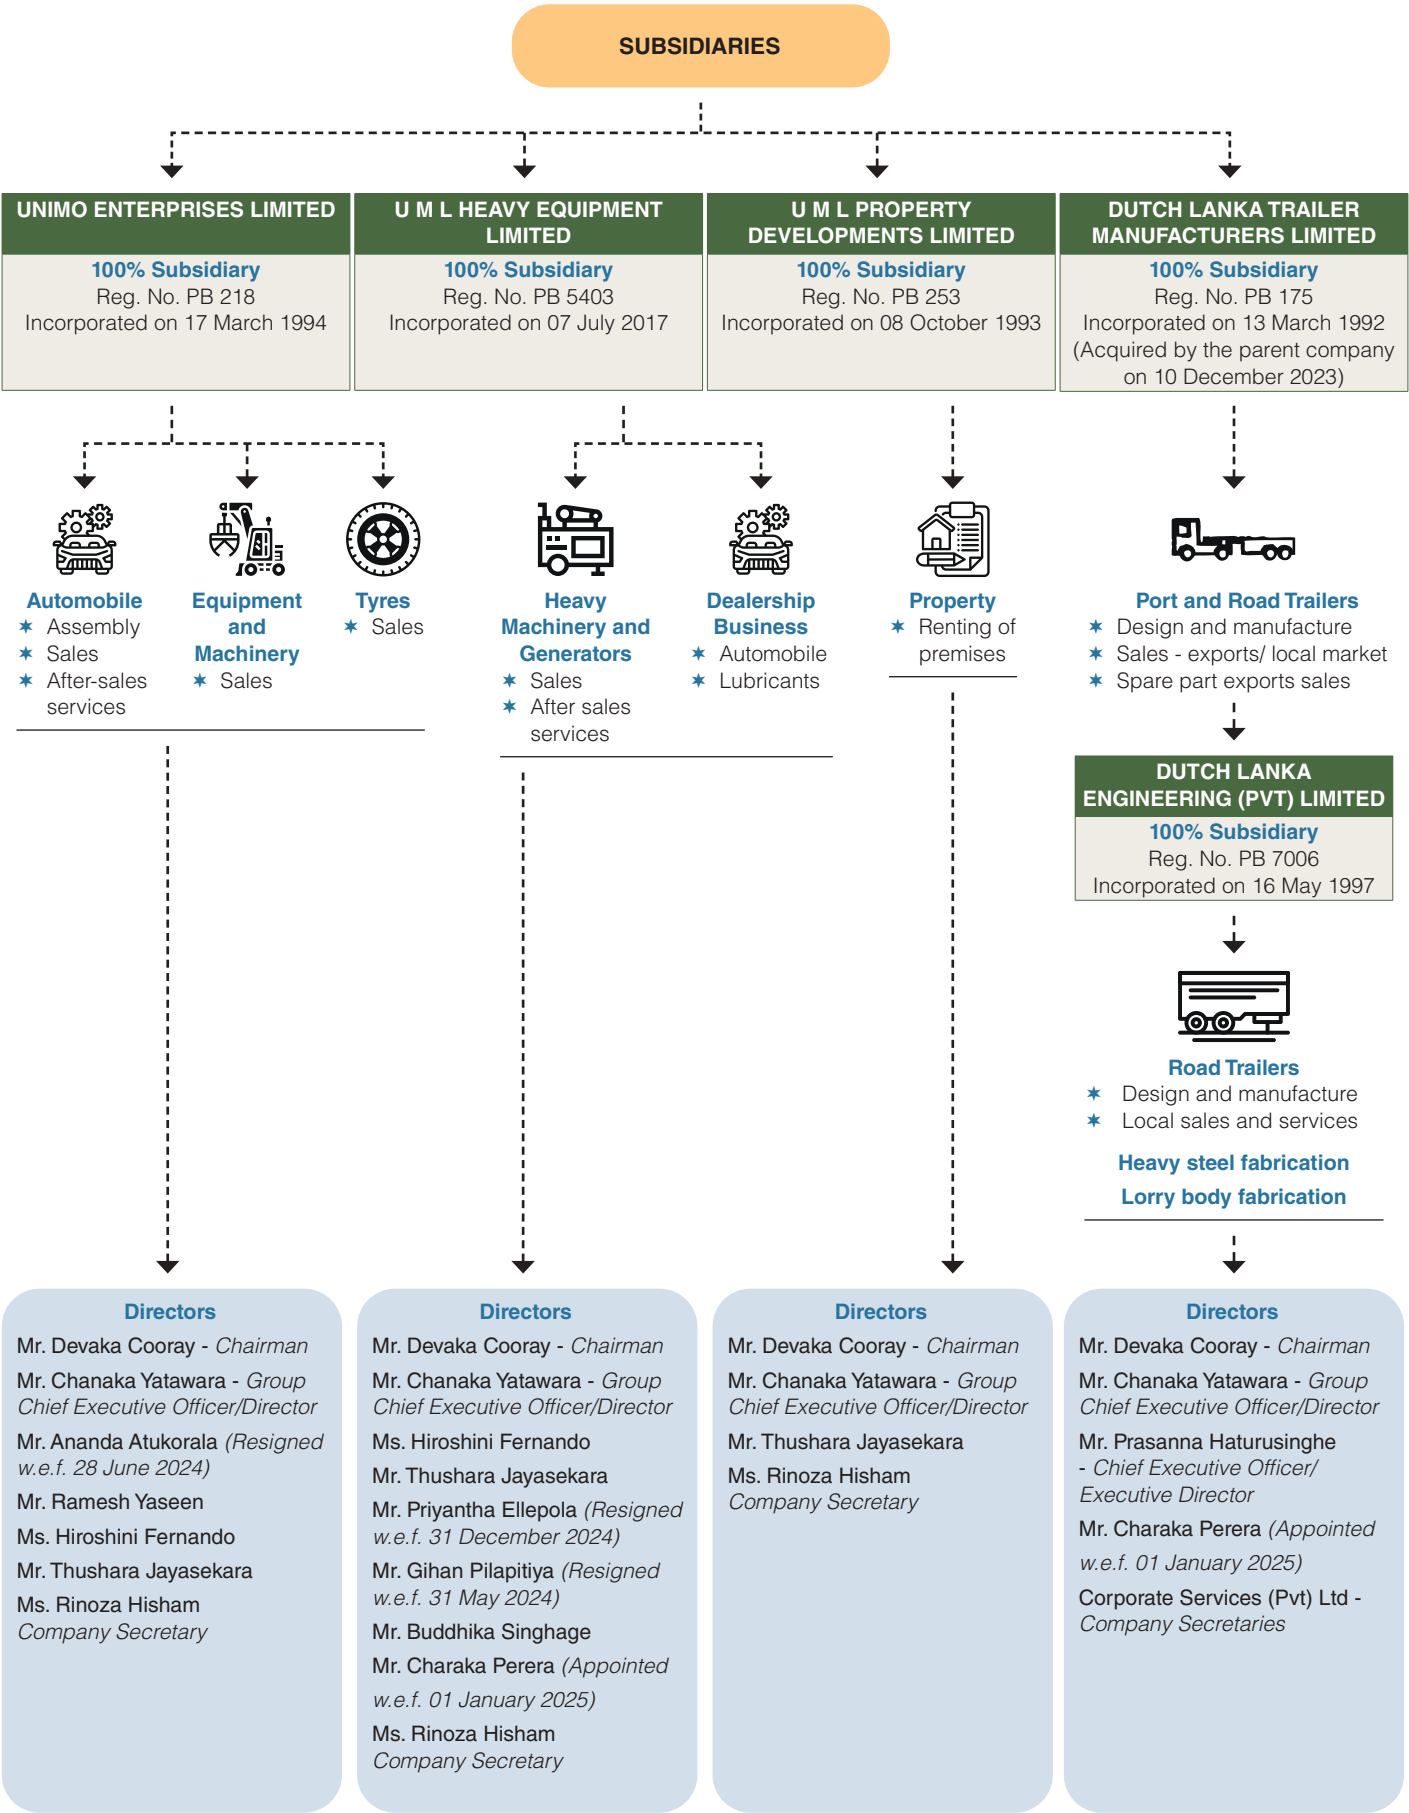 SUBSIDIARIES
UNIMO ENTERPRISES LIMITED
100% Subsidiary
Reg. No. PB 218
Incorporated on 17 March 1994
U M L HEAVY EQUIPMENT
LIMITED
100% Subsidiary
Reg. No. PB 5403
Incorporated on 07 July 2017
U M L PROPERTY
DEVELOPMENTS LIMITED
100% Subsidiary
Reg. No. PB 253
Incorporated on 08 October 1993
DUTCH LANKA TRAILER
MANUFACTURERS LIMITED
100% Subsidiary
Reg. No. PB 175
Incorporated on 13 March 1992
(Acquired by the parent company
on 10 December 2023)
Automobile
✶ Assembly
✶ Sales
✶ After-sales
services
Equipment
and
Machinery
✶ Sales
Tyres
✶ Sales
Heavy
Machinery and
Generators
✶ Sales
✶ After sales
services
Dealership
Business
✶ Automobile
✶ Lubricants
Property
✶ Renting of
premises
Port and Road Trailers
✶ Design and manufacture
✶ Sales - exports/ local market
✶ Spare part exports sales
DUTCH LANKA
ENGINEERING (PVT) LIMITED
100% Subsidiary
Reg. No. PB 7006
Incorporated on 16 May 1997
Road Trailers
✶ Design and manufacture
✶ Local sales and services
Heavy steel fabrication
Lorry body fabrication
Directors
Mr. Devaka Cooray - Chairman
Mr. Chanaka Yatawara - Group
Chief Executive Officer/Director
Mr. Ananda Atukorala (Resigned
w.e.f. 28 June 2024)
Mr. Ramesh Yaseen
Ms. Hiroshini Fernando
Mr. Thushara Jayasekara
Ms. Rinoza Hisham
Company Secretary
Directors
Mr. Devaka Cooray - Chairman
Mr. Chanaka Yatawara - Group
Chief Executive Officer/Director
Ms. Hiroshini Fernando
Mr. Thushara Jayasekara
Mr. Priyantha Ellepola (Resigned
w.e.f. 31 December 2024)
Mr. Gihan Pilapitiya (Resigned
w.e.f. 31 May 2024)
Mr. Buddhika Singhage
Mr. Charaka Perera (Appointed
w.e.f. 01 January 2025)
Ms. Rinoza Hisham
Company Secretary
Directors
Mr. Devaka Cooray - Chairman
Mr. Chanaka Yatawara - Group
Chief Executive Officer/Director
Mr. Thushara Jayasekara
Ms. Rinoza Hisham
Company Secretary
Directors
Mr. Devaka Cooray - Chairman
Mr. Chanaka Yatawara - Group
Chief Executive Officer/Director
Mr. Prasanna Haturusinghe
- Chief Executive Officer/
Executive Director
Mr. Charaka Perera (Appointed
w.e.f. 01 January 2025)
Corporate Services (Pvt) Ltd -
Company Secretaries